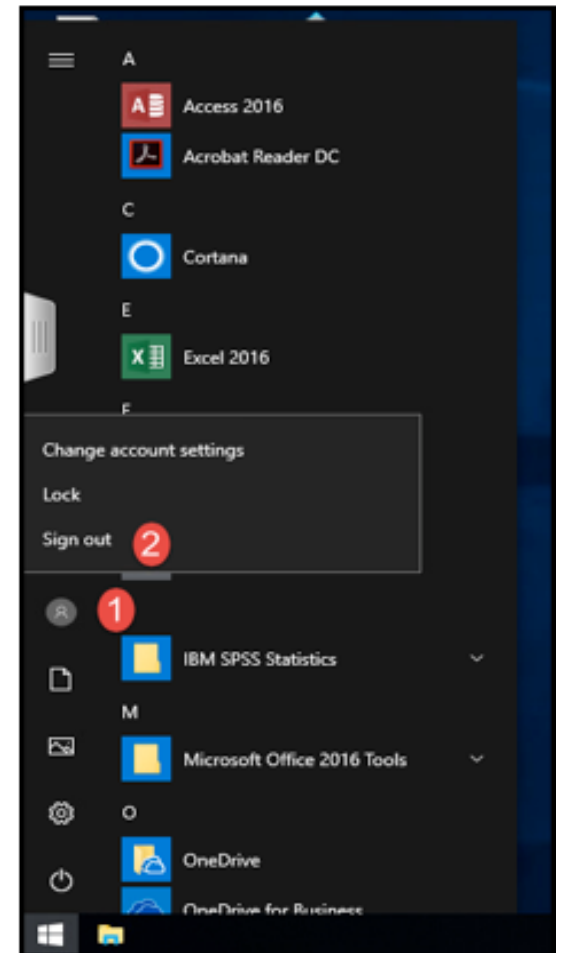 A
Access 2016
Acrobat Reader DC
C
Cortana
E
Excel 2016
Change account settings
Lock
Sign out 2
1
IBM SPSS Statistics
M
Microsoft Office 2016 Tools
O
OneDrive
OneDrive for Business